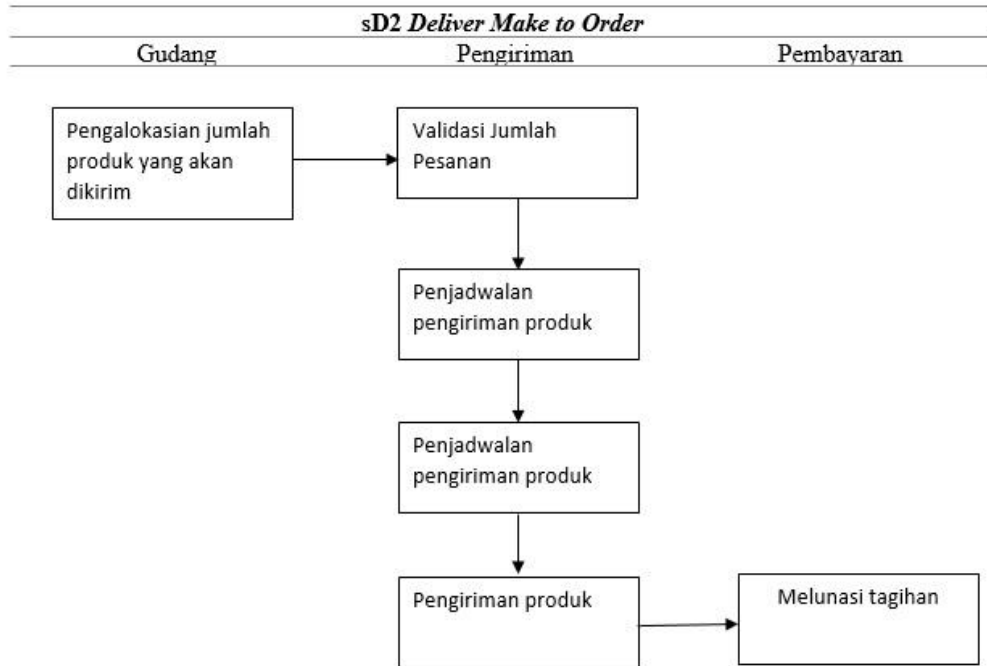 sD2 Deliver Make to Order
Gudang Pengiriman Pembayaran
Pengalokasian jumlah
produk yang akan
dikirim
Validasi Jumlah
Pesanan
Penjadwalan
pengiriman produk
Penjadwalan
pengiriman produk
Pengiriman produk
Melunasi tagihan